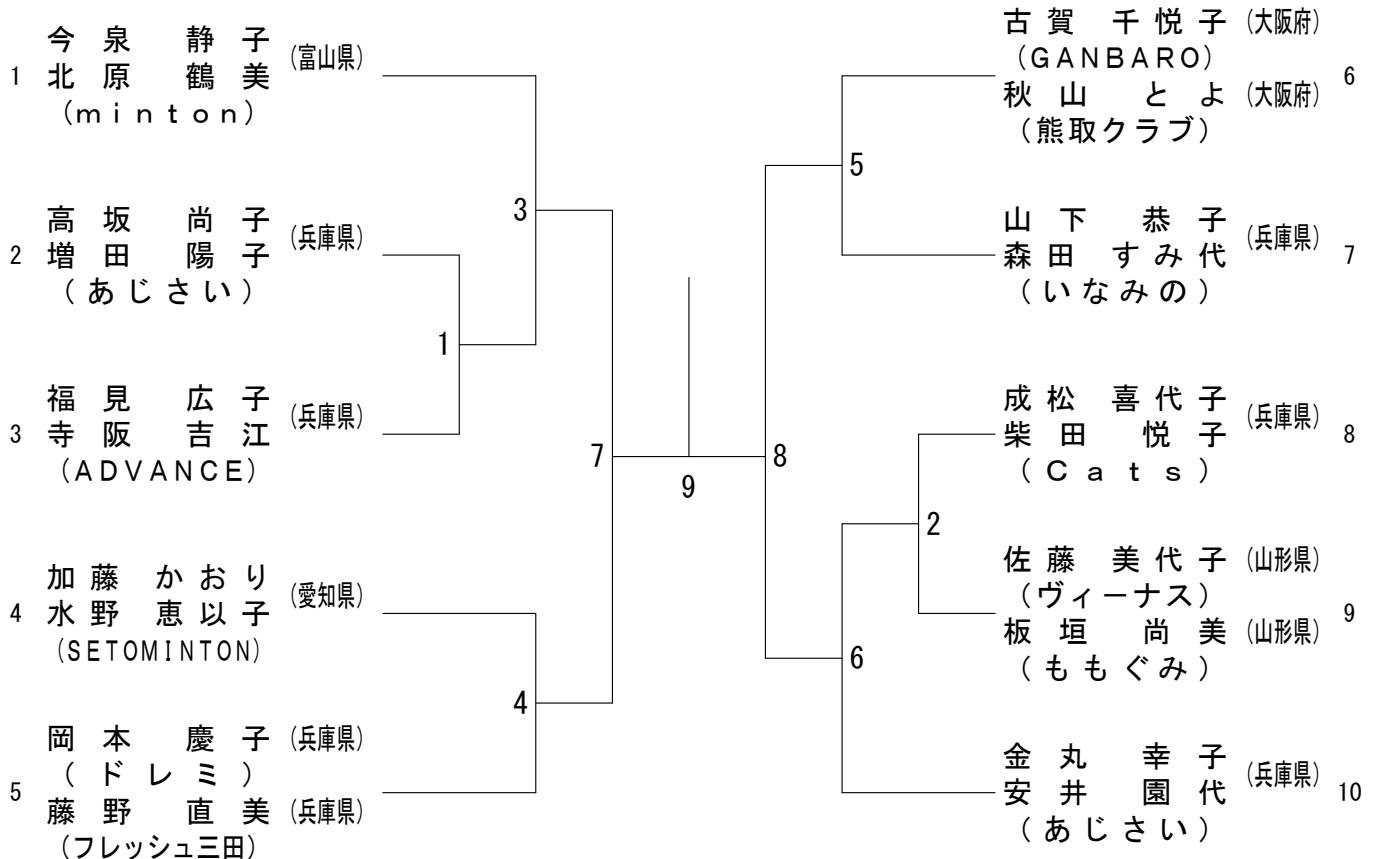 1 今泉 静子 (富山県)
北原 鶴美
(minton)
2 高坂 尚子 (兵庫県)
増田 陽子
(あじさい)
3 福見 広子 (兵庫県)
寺阪 吉江
(ADVANCE)
4 加藤 かおり (愛知県)
水野 恵以子
(SETOMINTON)
5 岡本 慶子 (兵庫県)
(ドレミ)
藤野 直美 (兵庫県)
(フレッシュ三田)
3
1
7
4
9
8
5
2
6
古賀 千悦子 (大阪府) 6
(GANBARO)
秋山 とよ (大阪府)
(熊取クラブ)
山下 恭子 (兵庫県) 7
森田 すみ代
(いなみの)
成松 喜代子 (兵庫県) 8
柴田 悦子
(Cats)
佐藤 美代子 (山形県) 9
(ヴィーナス)
板垣 尚美 (山形県)
(ももぐみ)
金丸 幸子 (兵庫県) 10
安井 園代
(あじさい)